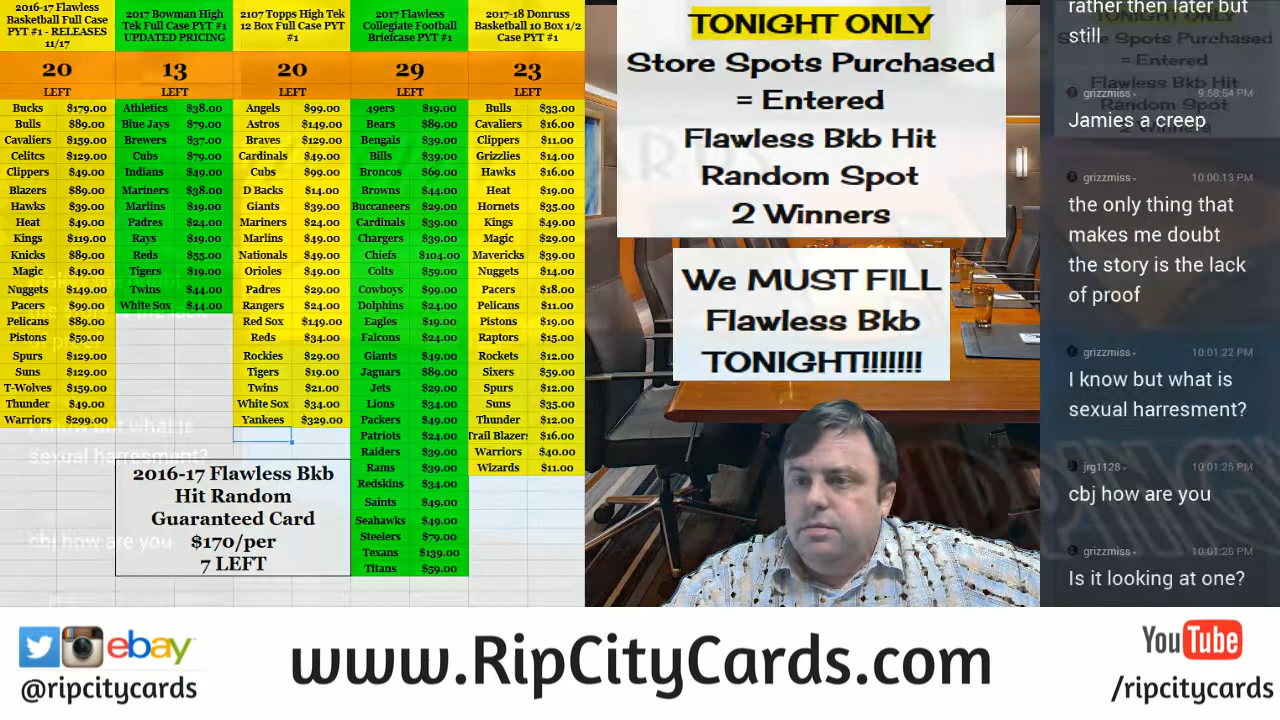 2016-17 Flawless
Basketball Full Case
PYT #1 - RELEASES
11/17
20
LEFT
Bucks $179.00
Bulls $89.00
Cavaliers $159.00
Celitcs $129.00
Clippers $49.00
Blazers $89.00
Hawks $39.00
Heat $49.00
Kings $119.00
Knicks $89.00
Magic $49.00
Nuggets $149.00
Pacers $99.00
Pelicans $89.00
Pistons $59.00
Spurs $129.00
Suns $129.00
T-Wolves $159.00
Thunder $49.00
Warriors $299.00
2017 Bowman High
Tek Full Case PYT #1
UPDATED PRICING
13
LEFT
Athletics $38.00
Blue Jays $79.00
Brewers $37.00
Cubs $79.00
Indians $49.00
Mariners $38.00
Marlins $19.00
Padres $24.00
Rays $19.00
Reds $55.00
Tigers $19.00
Twins $44.00
White Sox $44.00
2107 Topps High Tek
12 Box Full Case PYT
#1
20
LEFT
Angels $99.00
Astros $149.00
Braves $129.00
Cardinals $49.00
Cubs $99.00
D Backs $14.00
Giants $39.00
Mariners $24.00
Marlins $49.00
Nationals $49.00
Orioles $49.00
Padres $29.00
Rangers $24.00
Red Sox $149.00
Reds $34.00
Rockies $29.00
Tigers $19.00
Twins $21.00
White Sox $34.00
Yankees $329.00
2017 Flawless
Collegiate Football
Briefcase PYT #1
29
LEFT
49ers $19.00
Bears $89.00
Bengals $39.00
Bills $39.00
Broncos $69.00
Browns $44.00
Buccaneers $29.00
Cardinals $39.00
Chargers $39.00
Chiefs $104.00
Colts $59.00
Cowboys $99.00
Dolphins $24.00
Eagles $19.00
Falcons $24.00
Giants $49.00
Jaguars $89.00
Jets $29.00
Lions $34.00
Packers $49.00
Patriots $24.00
Raiders $39.00
Rams $39.00
Redskins $34.00
Saints $49.00
Seahawks $49.00
Steelers $79.00
Texans $139.00
Titans $59.00
2017-18 Donruss
Basketball 10 Box 1/2
Case PYT #1
23
LEFT
Bulls $33.00
Cavaliers $16.00
Clippers $11.00
Grizzlies $14.00
Hawks $16.00
Heat $19.00
Hornets $35.00
Kings $49.00
Magic $29.00
Mavericks $39.00
Nuggets $14.00
Pacers $18.00
Pelicans $11.00
Pistons $19.00
Raptors $15.00
Rockets $12.00
Sixers $59.00
Spurs $12.00
Suns $35.00
Thunder $12.00
Trail Blazers $16.00
Warriors $40.00
Wizards $11.00
2016-17 Flawless Bkb
Hit Random
Guaranteed Card
$170/per
7 LEFT
TONIGHT ONLY
Store Spots Purchased
= Entered
Flawless Bkb Hit
Random Spot
2 Winners
We MUST FILL
Flawless Bkb
TONIGHT!!!!!!!
rather then later but
still
grizzmiss 9:58:54 PM
Jamies a creep
grizzmiss 10:00:13 PM
the only thing that
makes me doubt
the story is the lack
of proof
grizzmiss 10:01:22 PM
I know but what is
sexual harresment?
jrg1128 10:01:25 PM
cbj how are you
grizzmiss 10:01:25 PM
Is it looking at one?
ebay
@ripcitycards
www.RipCityCards.com
YouTube
/ripcitycards